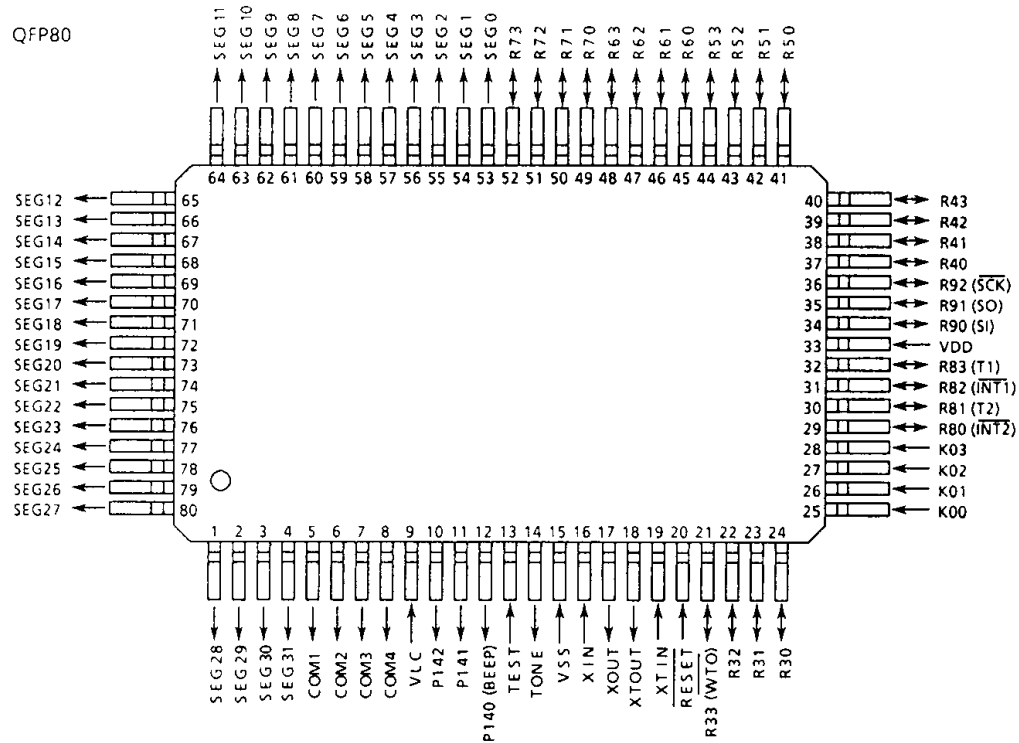 QFP80
SEG11 SEG10 SEG9 SEG8 SEG7 SEG6 SEG5 SEG4 SEG3 SEG2 SEG1 SEG0 R73 R72 R71 R70 R63 R62 R61 R60 R53 R52 R51 R50
64 63 62 61 60 59 58 57 56 55 54 53 52 51 50 49 48 47 46 45 44 43 42 41
SEG12 65 40 R43
SEG13 66 39 R42
SEG14 67 38 R41
SEG15 68 37 R40
SEG16 69 36 R92 (S̅C̅K̅)
SEG17 70 35 R91 (SO)
SEG18 71 34 R90 (SI)
SEG19 72 33 VDD
SEG20 73 32 R83 (T1)
SEG21 74 31 R82 (I̅N̅T̅1̅)
SEG22 75 30 R81 (T2)
SEG23 76 29 R80 (I̅N̅T̅2̅)
SEG24 77 28 K03
SEG25 78 27 K02
SEG26 79 26 K01
SEG27 80 25 K00
1 2 3 4 5 6 7 8 9 10 11 12 13 14 15 16 17 18 19 20 21 22 23 24
SEG28 SEG29 SEG30 SEG31 COM1 COM2 COM3 COM4 VLC P142 P141 P140 (BEEP) TEST TONE VSS XIN XOUT XTOUT XTIN R̅E̅S̅E̅T̅ R33 (W̅T̅O̅) R32 R31 R30